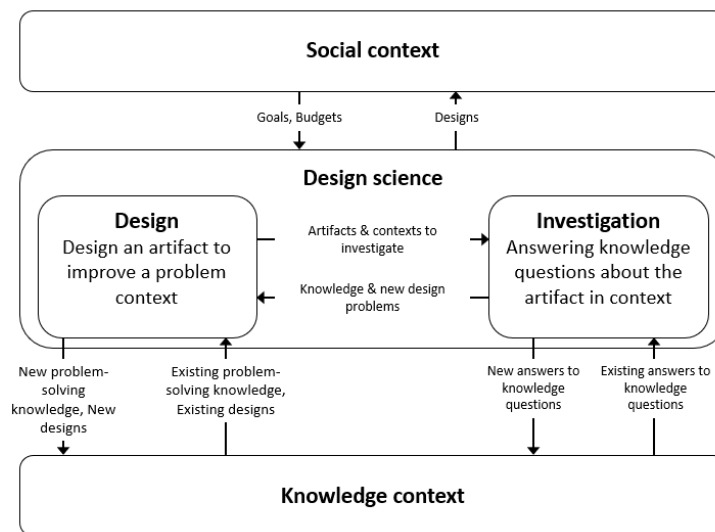 Social context
Goals, Budgets
Designs
Design science
Design
Design an artifact to
improve a problem
context
Artifacts & contexts to
investigate
Knowledge & new design
problems
Investigation
Answering knowledge
questions about the
artifact in context
New problem-
solving
knowledge, New
designs
Existing problem-
solving knowledge,
Existing designs
New answers to
knowledge
questions
Existing answers to
knowledge
questions
Knowledge context